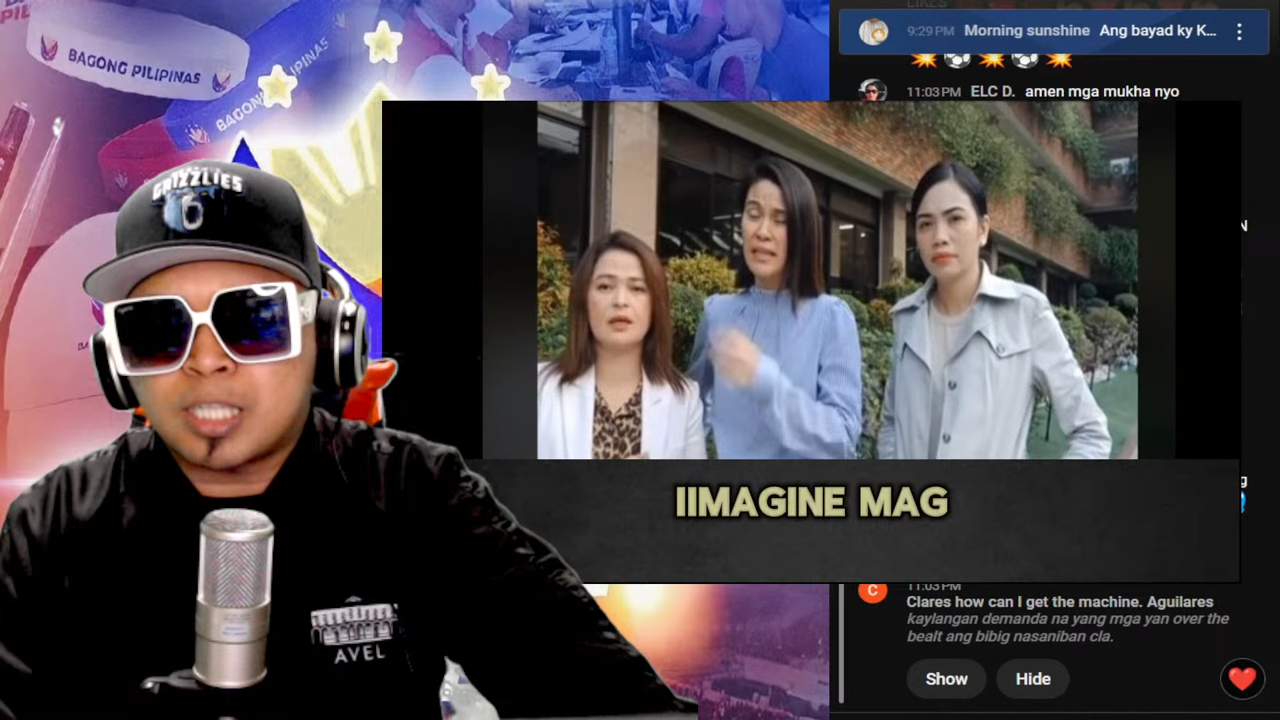 BAGONG PILIPINAS
BAGONG PILIPINAS
GRIZZLIES
AVEL
IIMAGINE MAG
LIKES
9:29 PM Morning sunshine Ang bayad ky K...
11:03 PM ELC D. amen mga mukha nyo
N
g
11:03 PM
C
Clares how can I get the machine. Aguilares
kaylangan demanda na yang mga yan over the
bealt ang bibig nasaniban cla.
Show
Hide